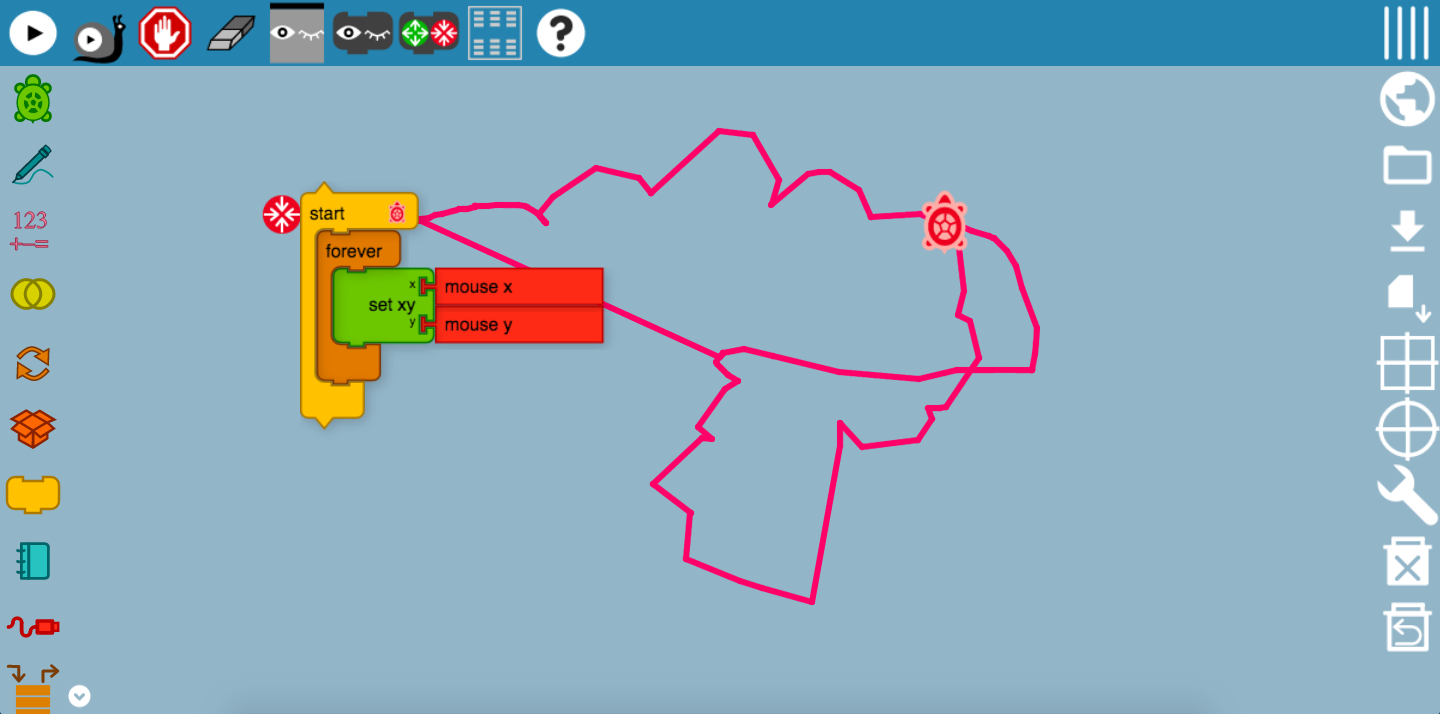 ?
123
+-=
start
forever
x
mouse x
set xy
y
mouse y